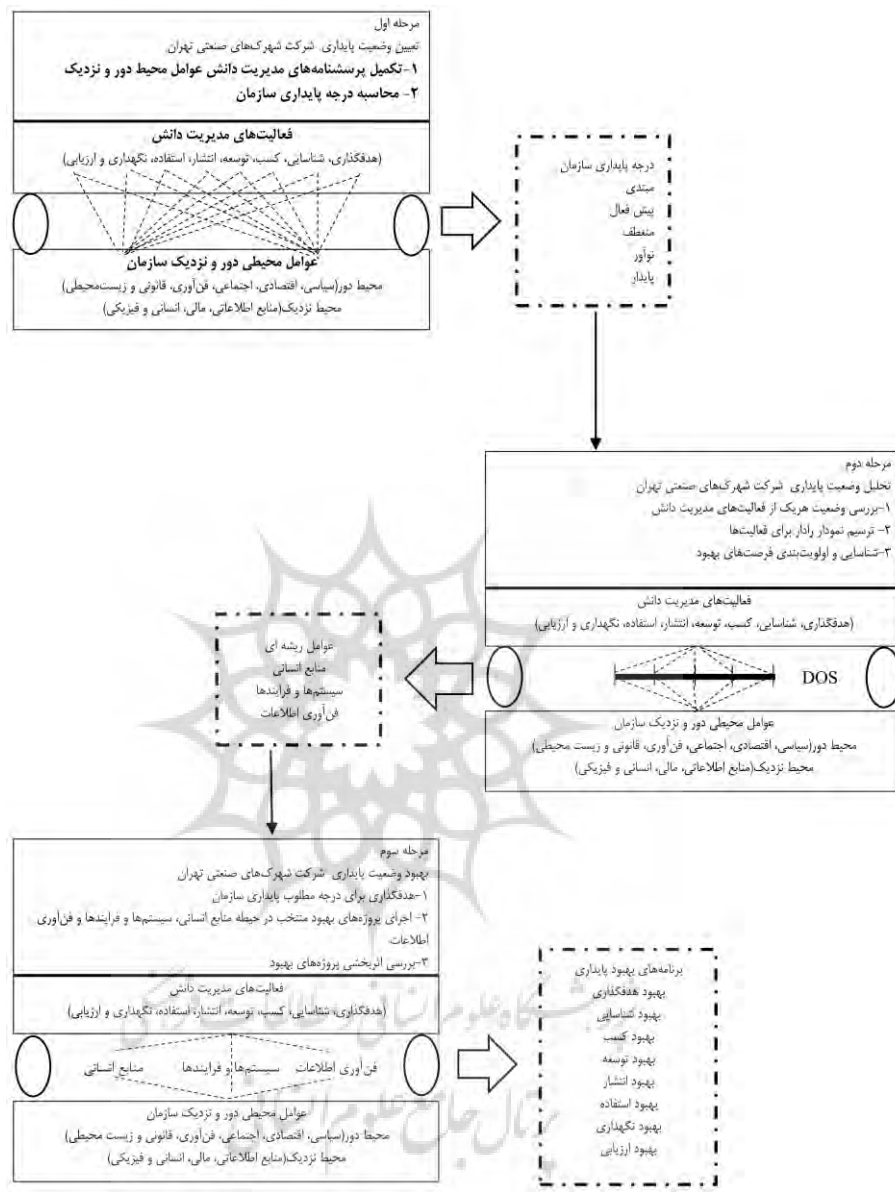 مرحله اول
تعیین وضعیت پایداری شرکت شهرک‌های صنعتی تهران
۱-تکمیل پرسشنامه‌های مدیریت دانش عوامل محیط دور و نزدیک
۲- محاسبه درجه پایداری سازمان
فعالیت‌های مدیریت دانش
(هدفگذاری، شناسایی، کسب، توسعه، انتشار، استفاده، نگهداری و ارزیابی)
عوامل محیطی دور و نزدیک سازمان
محیط دور(سیاسی، اقتصادی، اجتماعی، فن‌آوری، قانونی و زیست‌محیطی)
محیط نزدیک(منابع اطلاعاتی، مالی، انسانی و فیزیکی)
درجه پایداری سازمان
مبتدی
پیش فعال
منعطف
نوآور
پایدار
مرحله دوم
تحلیل وضعیت پایداری شرکت شهرک‌های صنعتی تهران
۱-بررسی وضعیت هریک از فعالیت‌های مدیریت دانش
۲- ترسیم نمودار رادار برای فعالیت‌ها
۳-شناسایی و اولویت‌بندی فرصت‌های بهبود
فعالیت‌های مدیریت دانش
(هدفگذاری، شناسایی، کسب، توسعه، انتشار، استفاده، نگهداری و ارزیابی)
DOS
عوامل محیطی دور و نزدیک سازمان
محیط دور(سیاسی، اقتصادی، اجتماعی، فن‌آوری، قانونی و زیست محیطی)
محیط نزدیک(منابع اطلاعاتی، مالی، انسانی و فیزیکی)
عوامل ریشه ای
منابع انسانی
سیستم‌ها و فرایندها
فن‌آوری اطلاعات
مرحله سوم
بهبود وضعیت پایداری شرکت شهرک‌های صنعتی تهران
۱-هدفگذاری برای درجه مطلوب پایداری سازمان
۲- اجرای پروژه‌های بهبود منتخب در حیطه منابع انسانی، سیستم‌ها و فرایندها و فن‌آوری
اطلاعات
۳-بررسی اثربخشی پروژه‌های بهبود
فعالیت‌های مدیریت دانش
(هدفگذاری، شناسایی، کسب، توسعه، انتشار، استفاده، نگهداری و ارزیابی)
فن‌آوری اطلاعات سیستم‌ها و فرایندها منابع انسانی
عوامل محیطی دور و نزدیک سازمان
محیط دور(سیاسی، اقتصادی، اجتماعی، فن‌آوری، قانونی و زیست محیطی)
محیط نزدیک(منابع اطلاعاتی، مالی، انسانی و فیزیکی)
برنامه‌های بهبود پایداری
بهبود هدفگذاری
بهبود شناسایی
بهبود کسب
بهبود توسعه
بهبود انتشار
بهبود استفاده
بهبود نگهداری
بهبود ارزیابی
پژوهشگاه علوم انسانی و مطالعات فرهنگی
پرتال جامع علوم انسانی